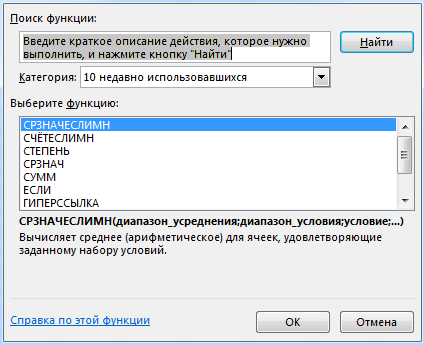 Поиск функции:
Введите краткое описание действия, которое нужно
выполнить, и нажмите кнопку "Найти"
Найти
Категория: 10 недавно использовавшихся
Выберите функцию:
СРЗНАЧЕСЛИМН
СЧЁТЕСЛИМН
СТЕПЕНЬ
СРЗНАЧ
СУММ
ЕСЛИ
ГИПЕРССЫЛКА
СРЗНАЧЕСЛИМН(диапазон_усреднения;диапазон_условия;условие;...)
Вычисляет среднее (арифметическое) для ячеек, удовлетворяющие
заданному набору условий.
Справка по этой функции
ОК
Отмена